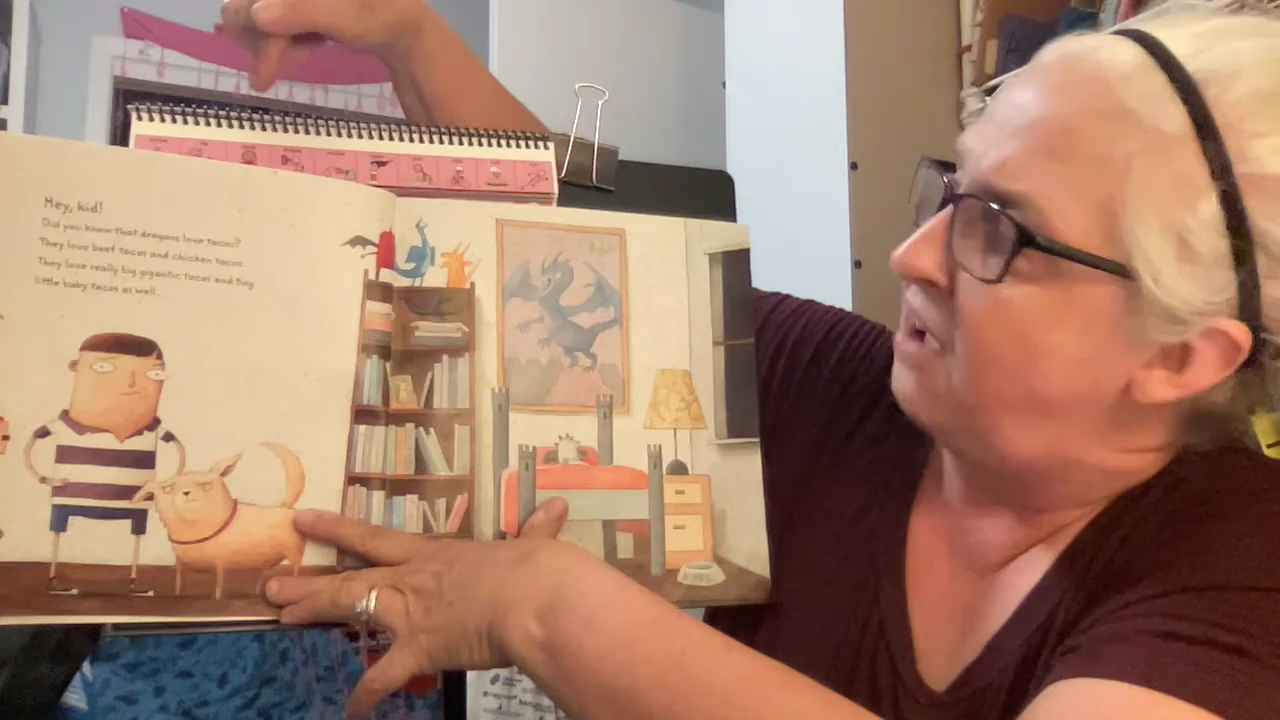 Hey, kid!
Did you know that dragons love tacos?
They love beef tacos and chicken tacos.
They love really big gigantic tacos and tiny
little baby tacos as well.